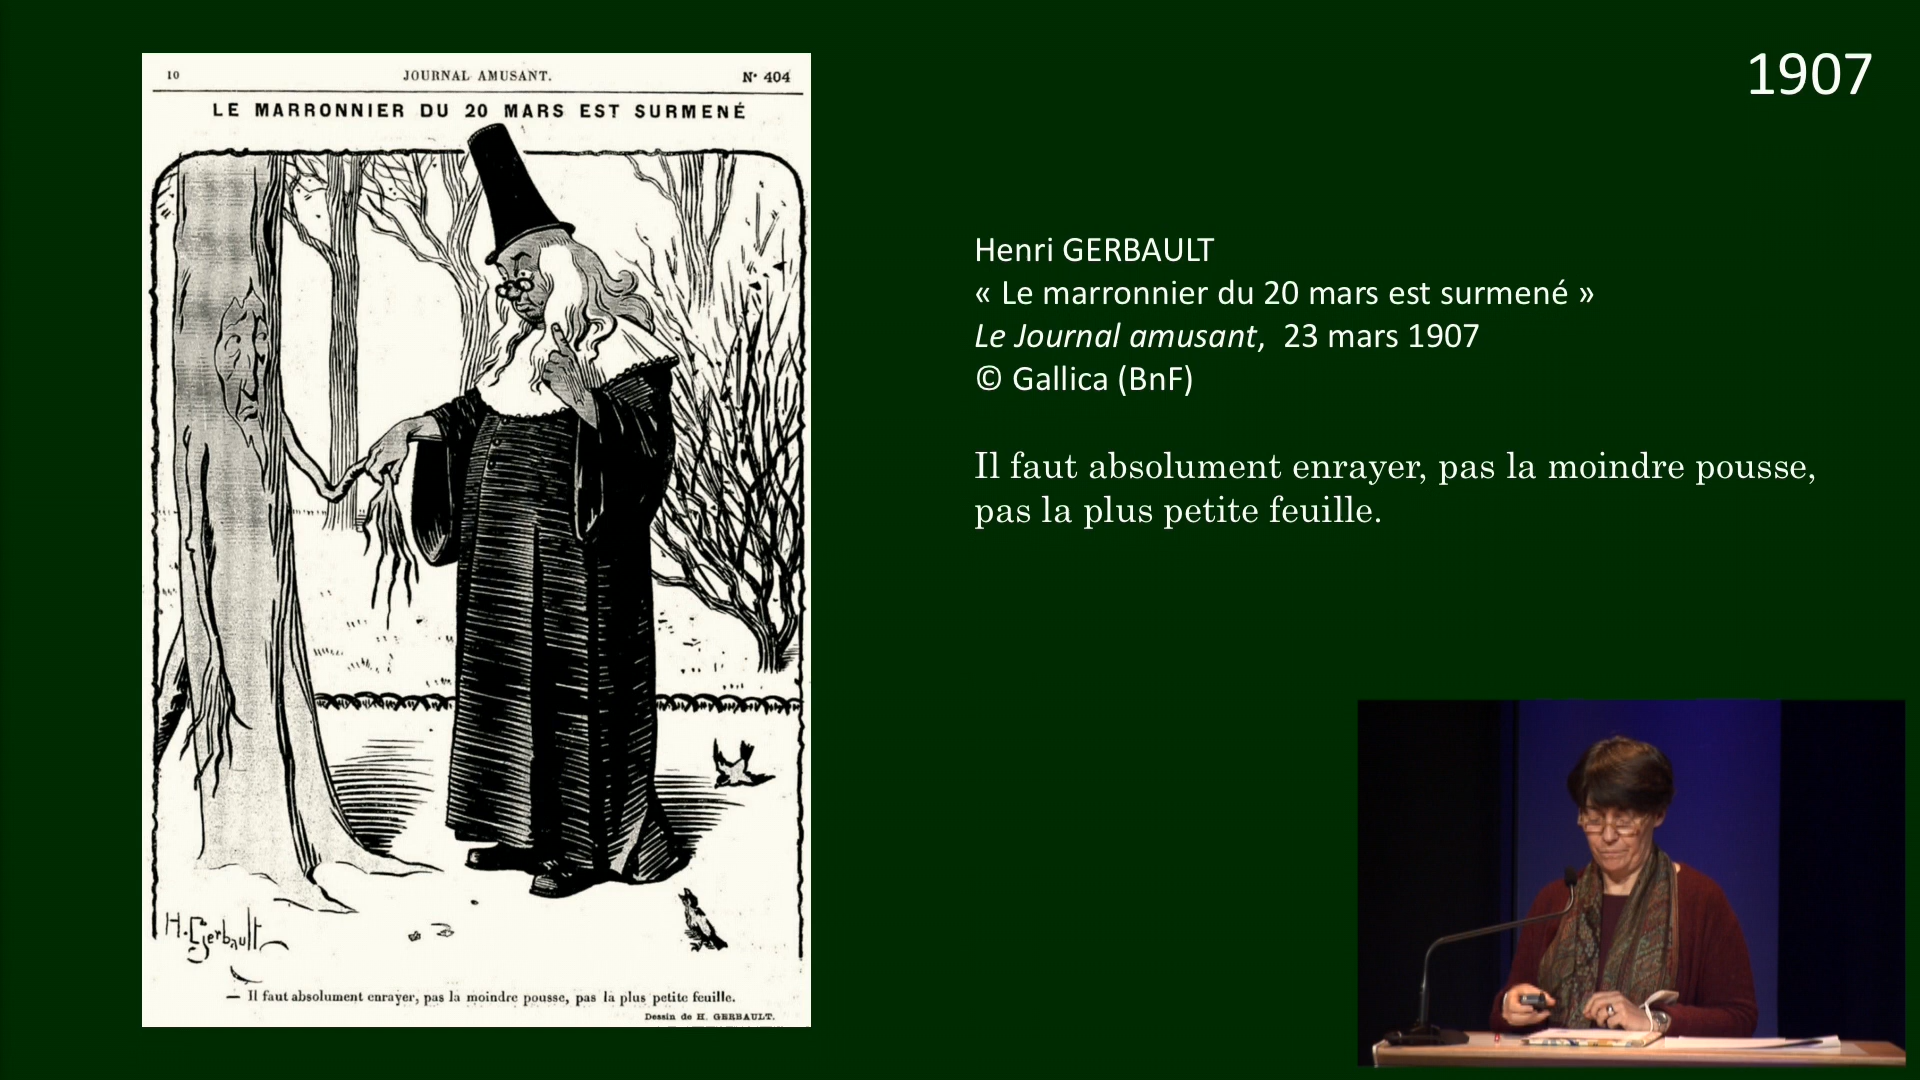 10 JOURNAL AMUSANT. N° 404
LE MARRONNIER DU 20 MARS EST SURMENÉ
H. Gerbault
— Il faut absolument enrayer, pas la moindre pousse, pas la plus petite feuille.
Dessin de H. GERBAULT.
1907
Henri GERBAULT
« Le marronnier du 20 mars est surmené »
Le Journal amusant, 23 mars 1907
© Gallica (BnF)
Il faut absolument enrayer, pas la moindre pousse,
pas la plus petite feuille.